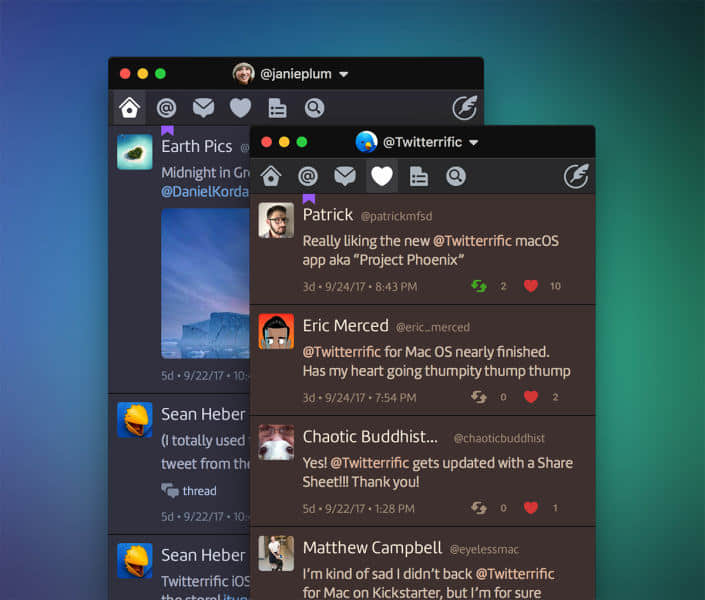 @janieplum
Earth Pics @
Midnight in Gr
@DanielKorda
5d • 9/22/17 • 10:4
Sean Heber
(I totally used
tweet from the
thread
5d • 9/22/17 • 10:
Sean Heber
Twitterrific iOS
the store! itun
@Twitterrific
Patrick @patrickmfsd
Really liking the new @Twitterrific macOS
app aka “Project Phoenix”
3d • 9/24/17 • 8:43 PM 2 10
Eric Merced @eric_merced
@Twitterrific for Mac OS nearly finished.
Has my heart going thumpity thump thump
3d • 9/24/17 • 7:54 PM 0 2
Chaotic Buddhist... @chaoticbuddhist
Yes! @Twitterrific gets updated with a Share
Sheet!!! Thank you!
5d • 9/22/17 • 1:28 PM 0 1
Matthew Campbell @eyelessmac
I’m kind of sad I didn’t back @Twitterrific
for Mac on Kickstarter, but I’m for sure